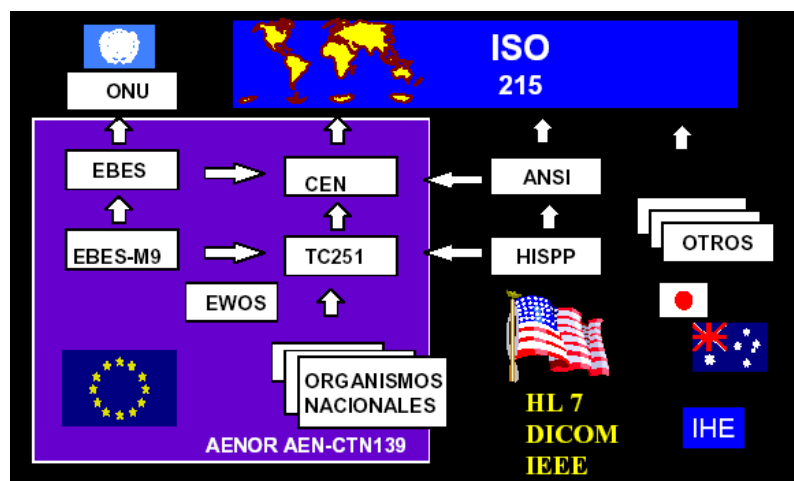 ISO
215
ONU
EBES
CEN
ANSI
OTROS
EBES-M9
TC251
HISPP
EWOS
ORGANISMOS
NACIONALES
AENOR AEN-CTN139
HL 7
DICOM
IEEE
IHE